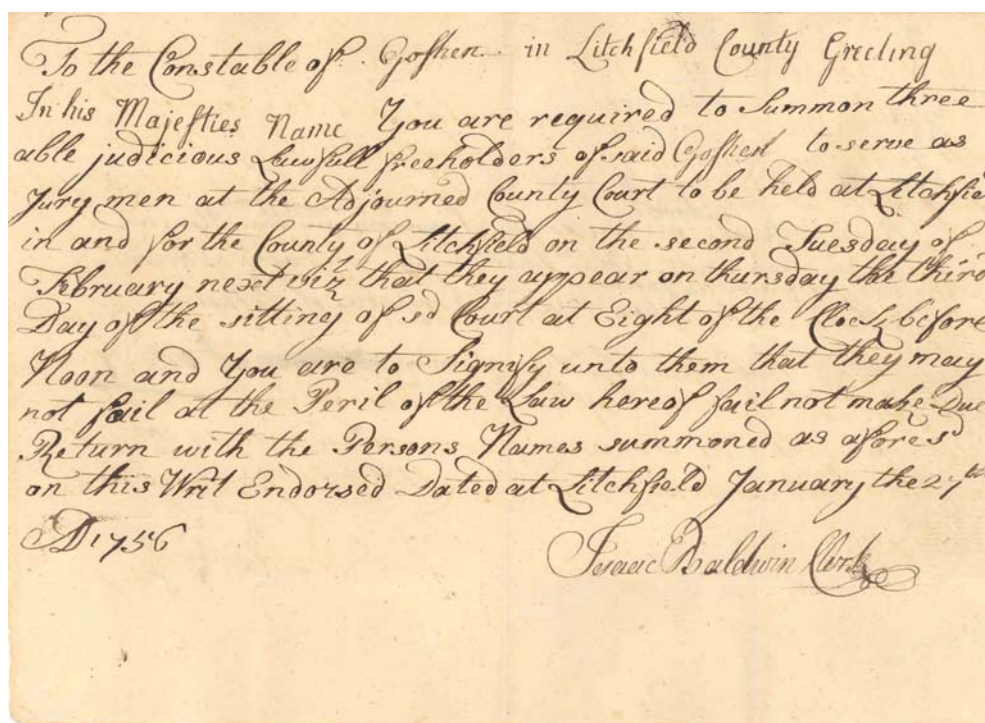 To the Constable of Goshen in Litchfield County Greeting
In his Majesties Name You are required to Summon three
able judicious Lawfull freeholders of said Goshen to serve as
Jury men at the Adjourned County Court to be held at Litchfie
in and for the County of Litchfield on the second Tuesday of
February next viz that they appear on thursday the third
Day of the sitting of sd Court at Eight of the Clock before
Noon and You are to Signify unto them that they may
not fail at the Peril of the Law hereof fail not make Due
Return with the Persons Names summoned as afores'd
on this Writ Endorsed Dated at Litchfield January the 27th
AD 1756
Isaac Baldwin Clerk